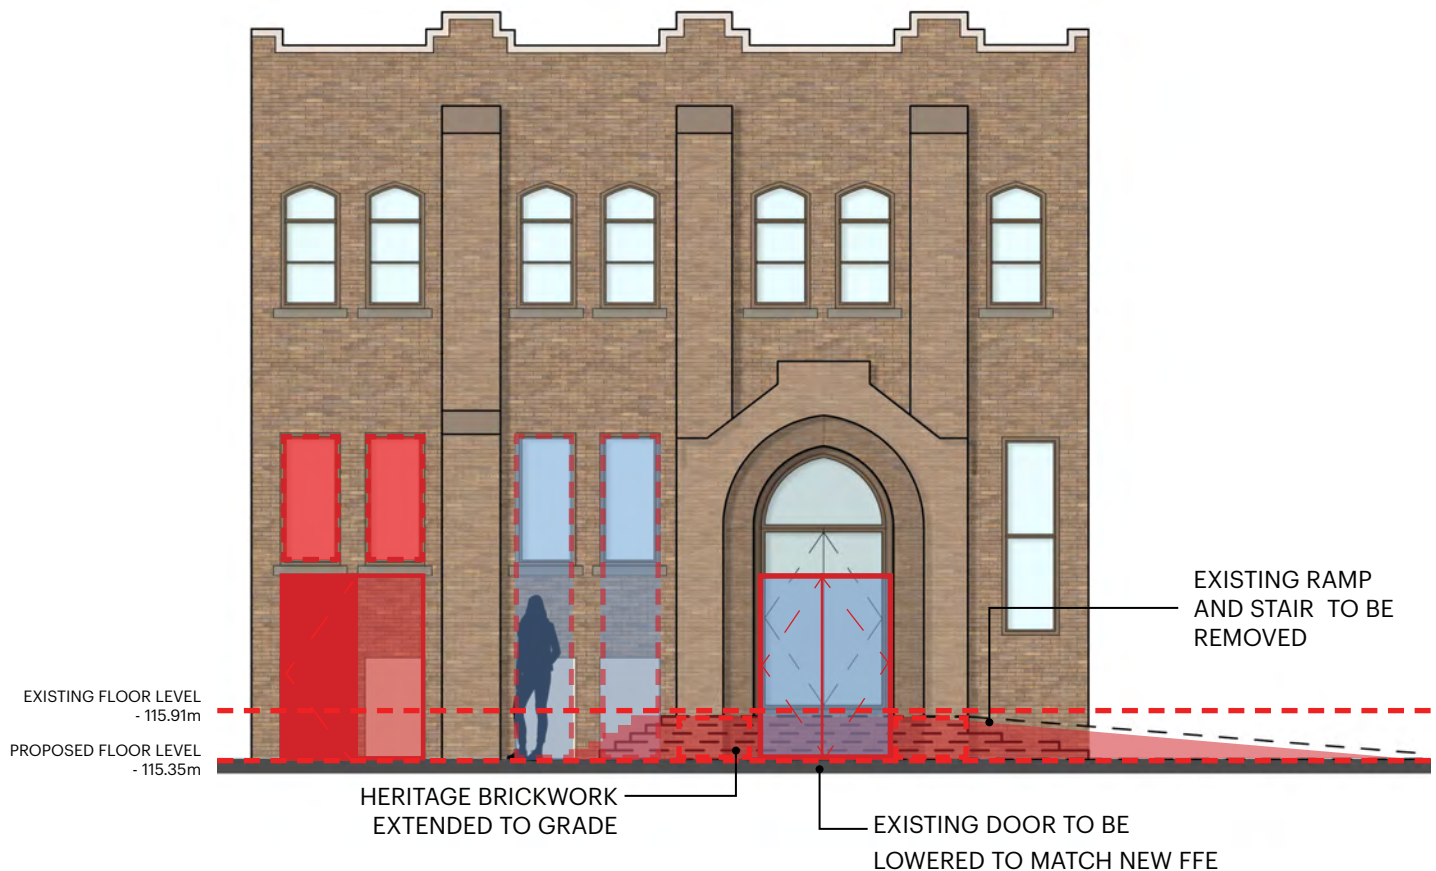 EXISTING RAMP
AND STAIR TO BE
REMOVED
EXISTING FLOOR LEVEL
- 115.91m
PROPOSED FLOOR LEVEL
- 115.35m
HERITAGE BRICKWORK
EXTENDED TO GRADE
EXISTING DOOR TO BE
LOWERED TO MATCH NEW FFE